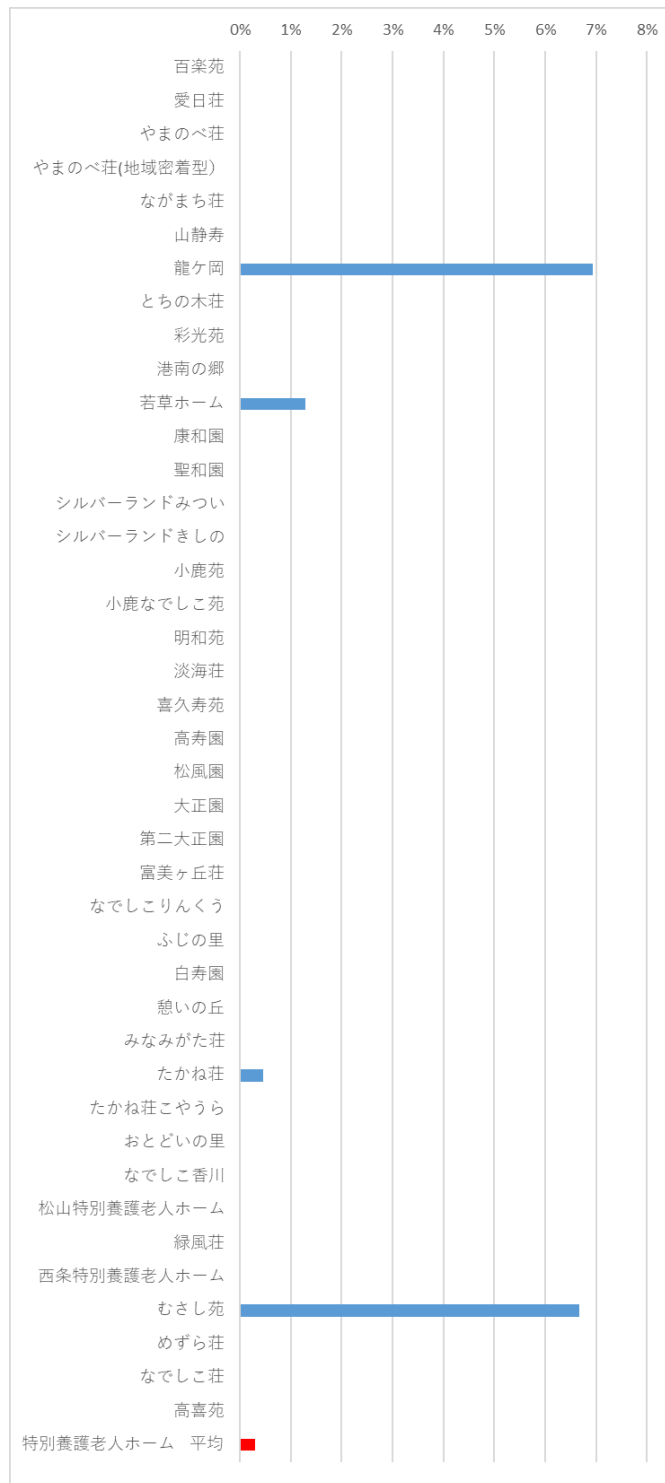 0% 1% 2% 3% 4% 5% 6% 7% 8%
百楽苑
愛日荘
やまのべ荘
やまのべ荘(地域密着型）
ながまち荘
山静寿
龍ケ岡
とちの木荘
彩光苑
港南の郷
若草ホーム
康和園
聖和園
シルバーランドみつい
シルバーランドきしの
小鹿苑
小鹿なでしこ苑
明和苑
淡海荘
喜久寿苑
高寿園
松風園
大正園
第二大正園
富美ヶ丘荘
なでしこりんくう
ふじの里
白寿園
憩いの丘
みなみがた荘
たかね荘
たかね荘こやうら
おとどいの里
なでしこ香川
松山特別養護老人ホーム
緑風荘
西条特別養護老人ホーム
むさし苑
めずら荘
なでしこ荘
高喜苑
特別養護老人ホーム　平均